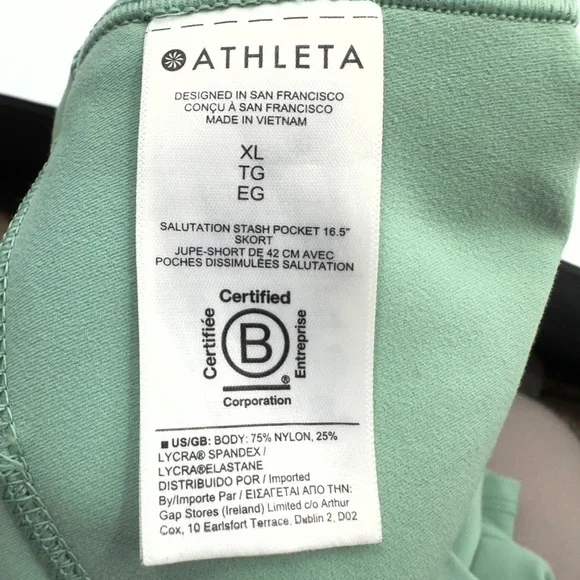 ATHLETA
DESIGNED IN SAN FRANCISCO
CONÇU À SAN FRANCISCO
MADE IN VIETNAM
XL
TG
EG
SALUTATION STASH POCKET 16.5"
SKORT
JUPE-SHORT DE 42 CM AVEC
POCHES DISSIMULÉES SALUTATION
Certified
Certifiée
B
Entreprise
®
Corporation
■ US/GB: BODY: 75% NYLON, 25%
LYCRA® SPANDEX /
LYCRA®ELASTANE
DISTRIBUIDO POR / Imported
By/Importe Par / ΕΙΣΑΓΕΤΑΙ ΑΠΟ ΤΗΝ:
Gap Stores (Ireland) Limited c/o Arthur
Cox, 10 Earlsfort Terrace, Dublin 2, D02